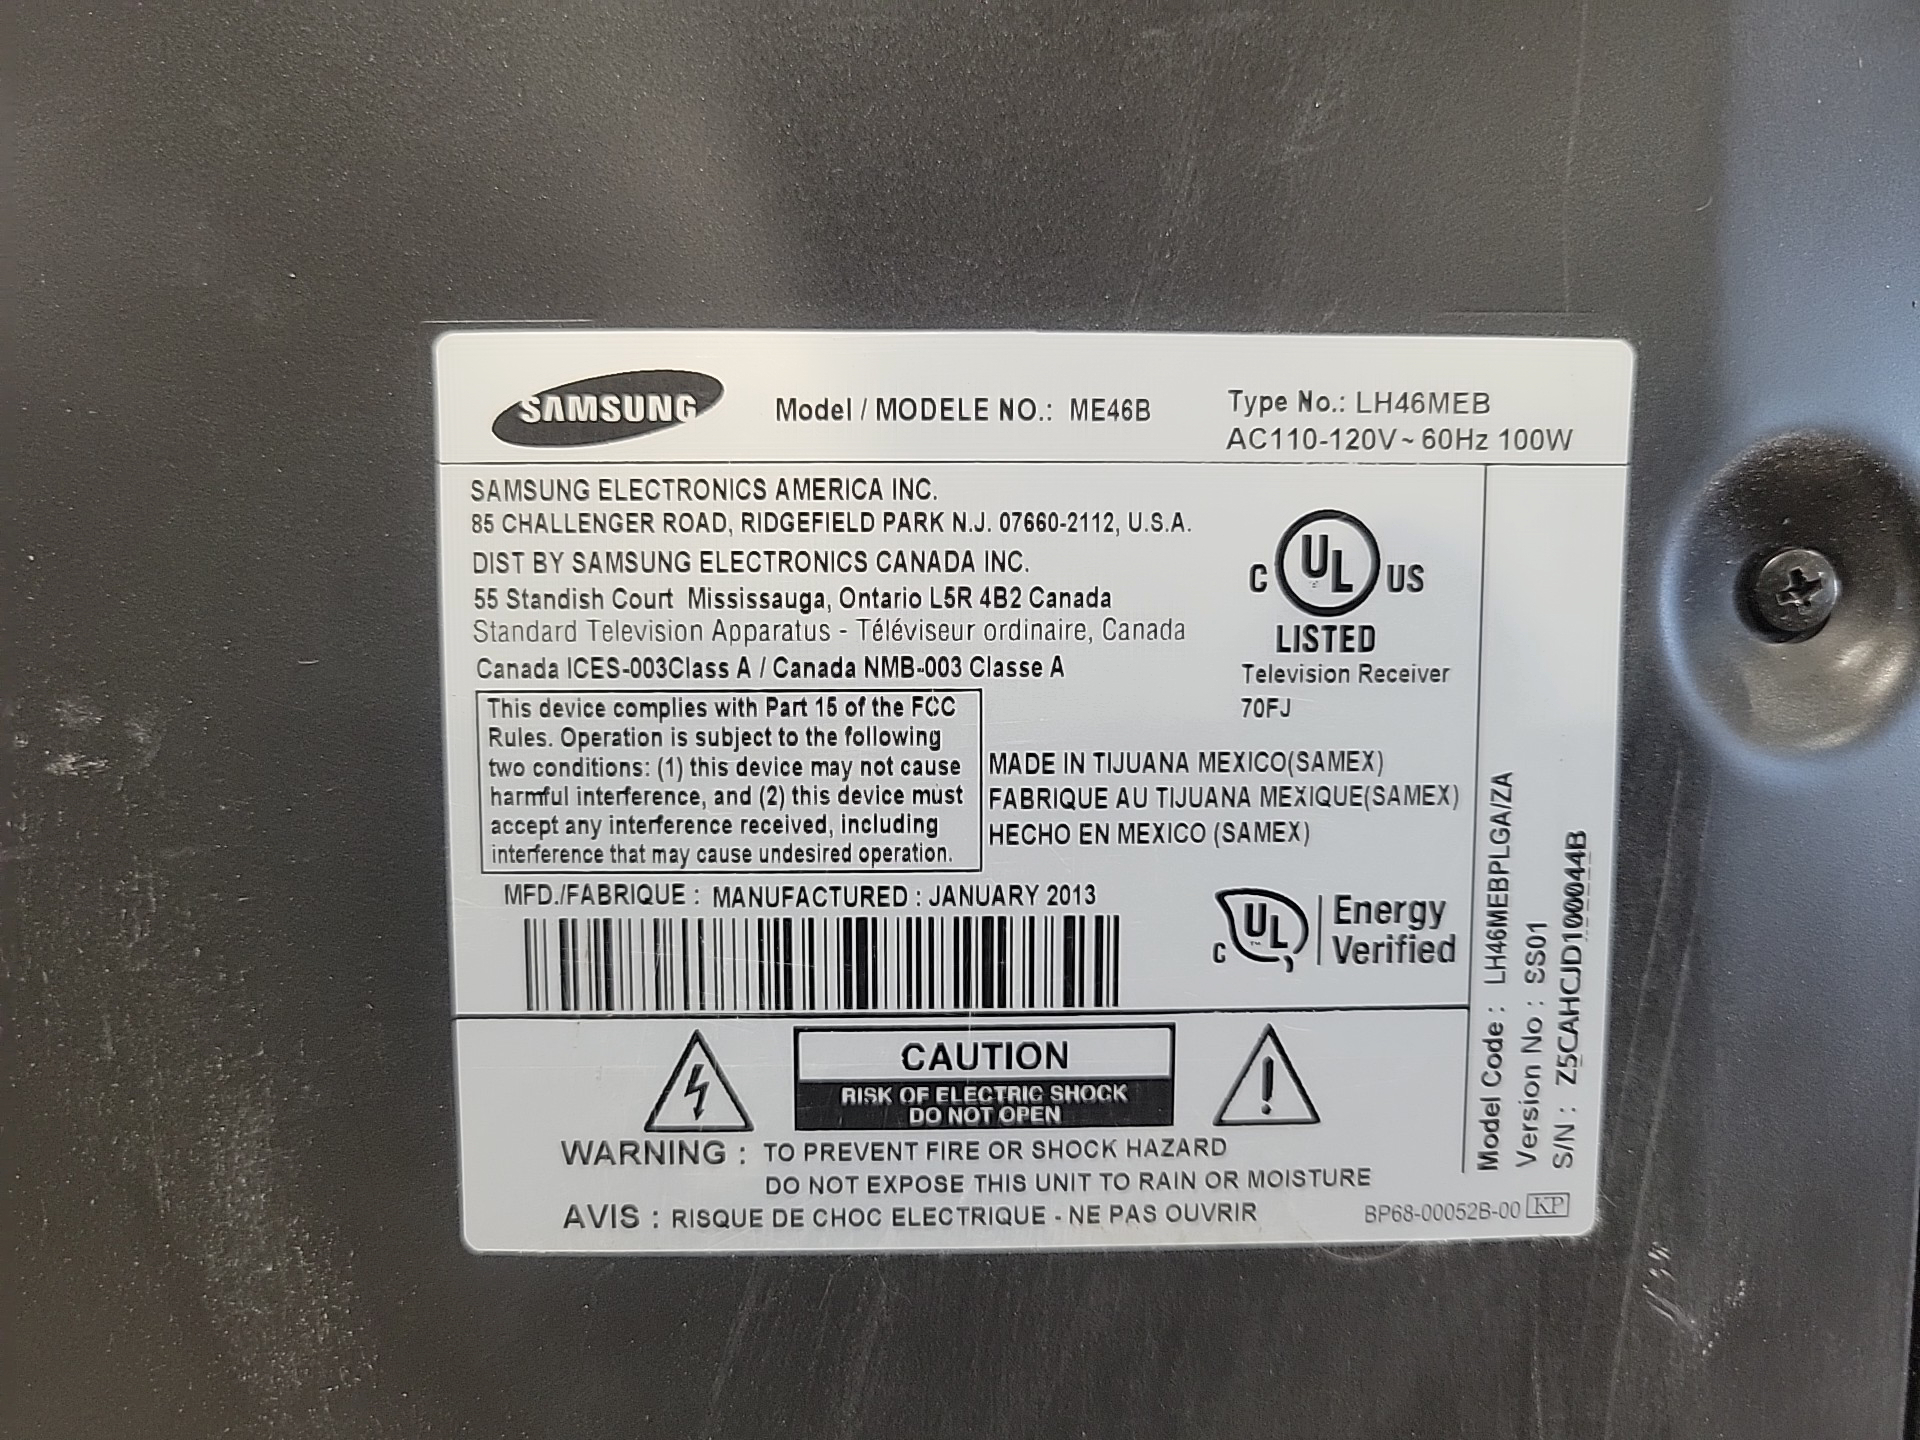 SAMSUNG
Model / MODELE NO.: ME46B
Type No.: LH46MEB
AC110-120V~ 60Hz 100W
SAMSUNG ELECTRONICS AMERICA INC.
85 CHALLENGER ROAD, RIDGEFIELD PARK N.J. 07660-2112, U.S.A.
DIST BY SAMSUNG ELECTRONICS CANADA INC.
55 Standish Court Mississauga, Ontario L5R 4B2 Canada
Standard Television Apparatus - Téléviseur ordinaire, Canada
Canada ICES-003Class A / Canada NMB-003 Classe A
C UL US
LISTED
Television Receiver
70FJ
This device complies with Part 15 of the FCC
Rules. Operation is subject to the following
two conditions: (1) this device may not cause
harmful interference, and (2) this device must
accept any interference received, including
interference that may cause undesired operation.
MADE IN TIJUANA MEXICO(SAMEX)
FABRIQUE AU TIJUANA MEXIQUE(SAMEX)
HECHO EN MEXICO (SAMEX)
MFD./FABRIQUE : MANUFACTURED : JANUARY 2013
C UL
Energy
Verified
Model Code : LH46MEBPLGA/ZA
Version No : SS01
S/N : Z5CAHCJD100044B
CAUTION
RISK OF ELECTRIC SHOCK
DO NOT OPEN
WARNING : TO PREVENT FIRE OR SHOCK HAZARD
DO NOT EXPOSE THIS UNIT TO RAIN OR MOISTURE
AVIS : RISQUE DE CHOC ELECTRIQUE - NE PAS OUVRIR
BP68-00052B-00 KP